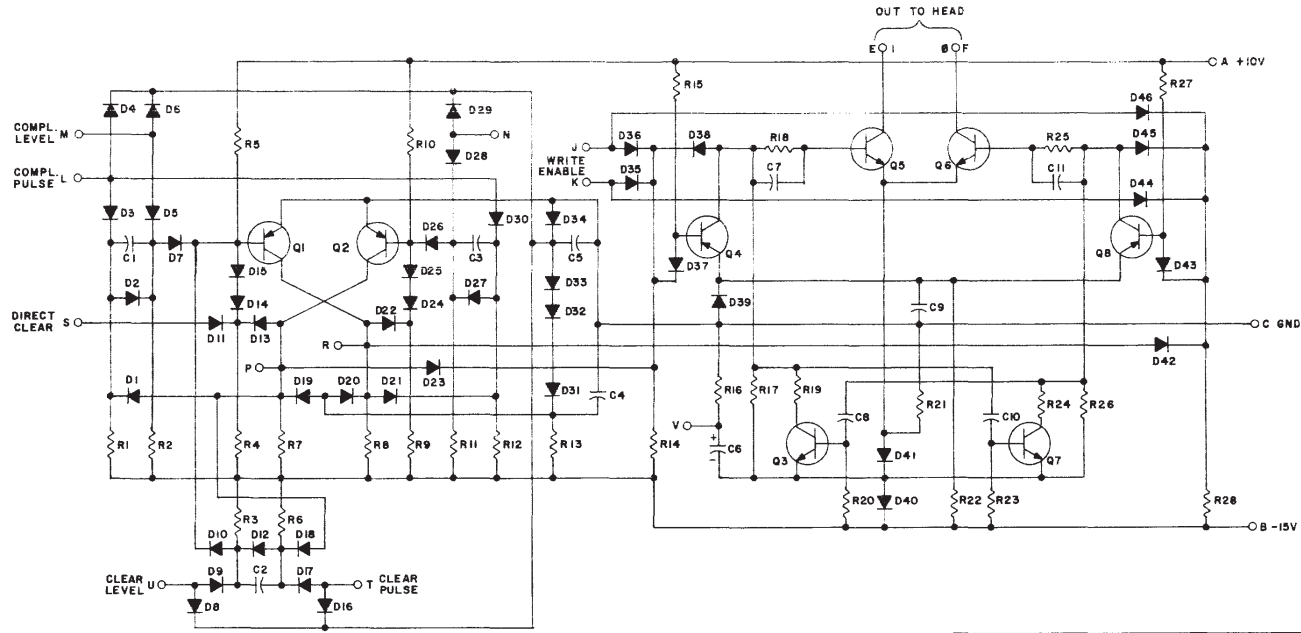 OUT TO HEAD
E 1 0 F
A +10V
R15
R27
D4
D6
D29
D46
COMPL. M
LEVEL
N
R5
R10
J
D36
D38
R18
R25
D45
D28
WRITE
ENABLE
Q5
Q6
COMPL. L
PULSE
K
D35
C7
C11
D44
D3
D5
D30
D34
D26
C1
D7
Q1
Q2
C3
C5
Q4
Q8
D15
D25
D37
D43
D2
D27
D33
D14
D24
D39
C9
DIRECT
CLEAR S
D11
D13
D22
D32
C GND
R
D42
P
D23
D1
D19
D20
D21
D31
C4
R16
R17
R19
C8
R21
C10
R24
R26
V
+
C6
–
Q3
D41
Q7
R1
R2
R4
R7
R8
R9
R11
R12
R13
R14
R20
D40
R22
R23
R28
R3
R6
B -15V
D10
D12
D18
CLEAR
LEVEL U
D9
C2
D17
T CLEAR
PULSE
D8
D16